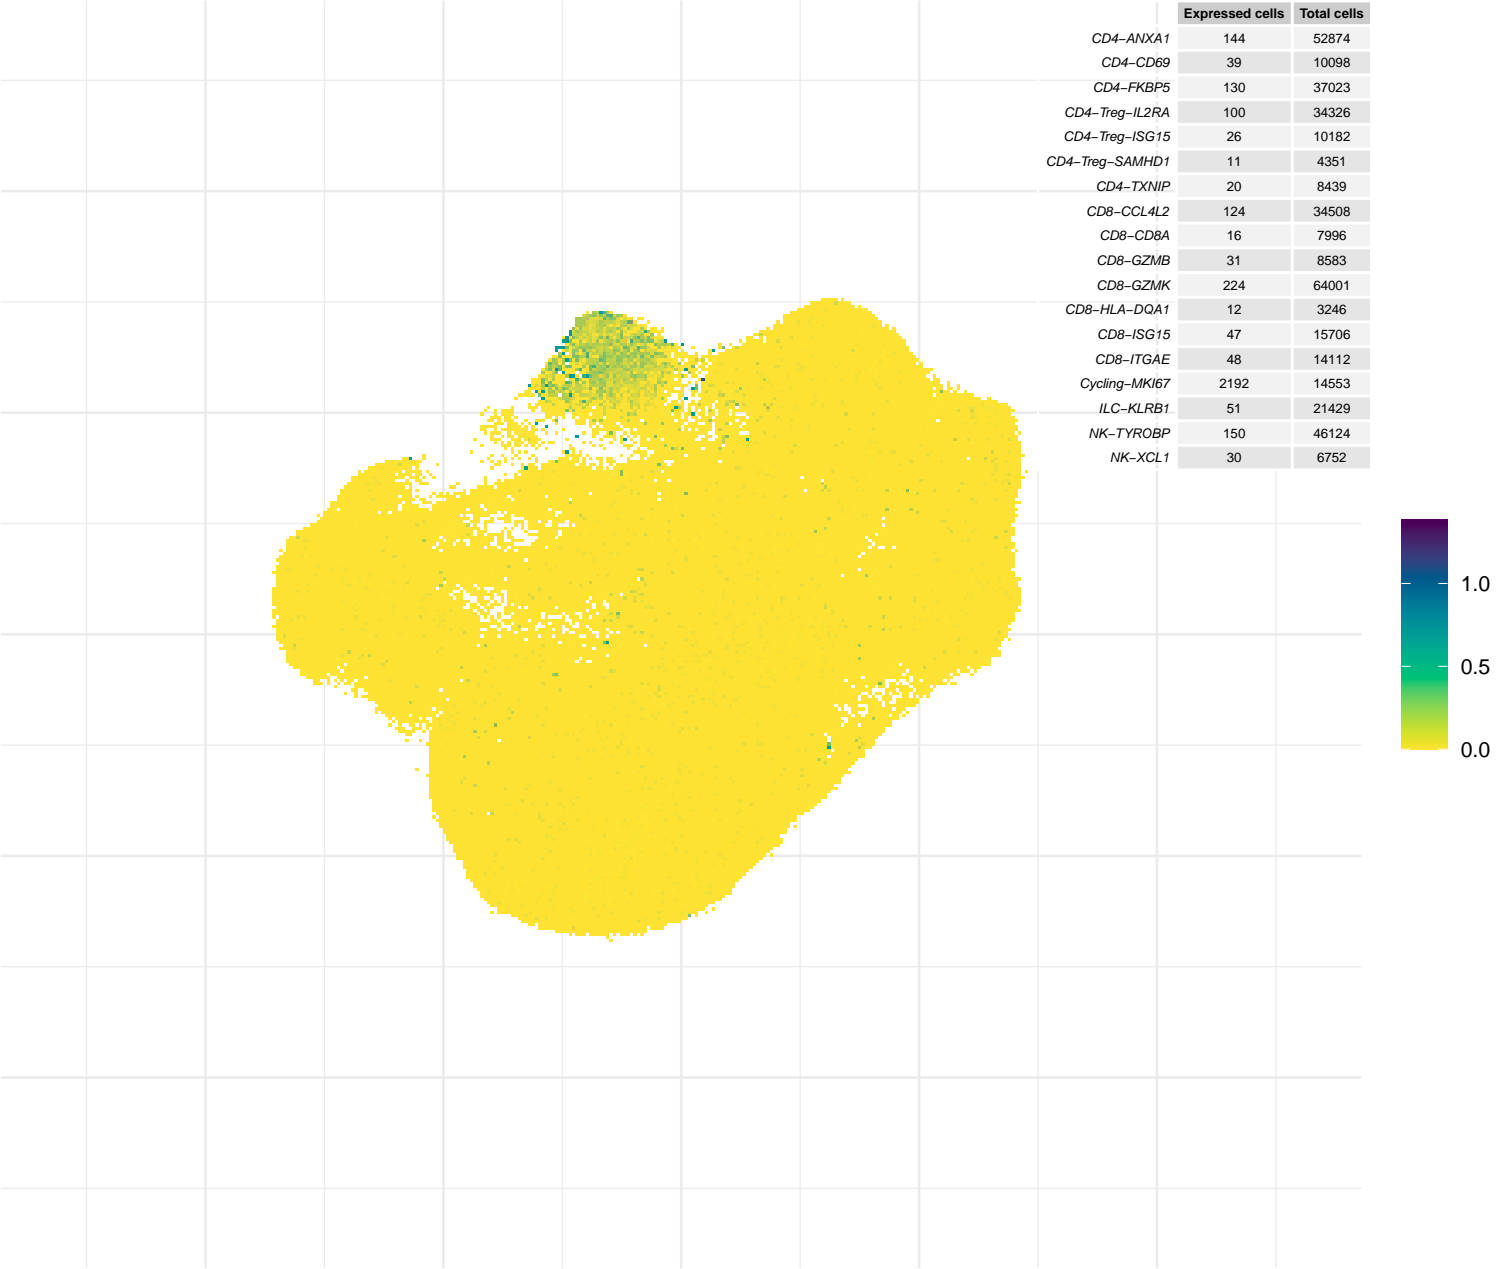 Expressed cells Total cells
CD4−ANXA1 144 52874
CD4−CD69 39 10098
CD4−FKBP5 130 37023
CD4−Treg−IL2RA 100 34326
CD4−Treg−ISG15 26 10182
CD4−Treg−SAMHD1 11 4351
CD4−TXNIP 20 8439
CD8−CCL4L2 124 34508
CD8−CD8A 16 7996
CD8−GZMB 31 8583
CD8−GZMK 224 64001
CD8−HLA−DQA1 12 3246
CD8−ISG15 47 15706
CD8−ITGAE 48 14112
Cycling−MKI67 2192 14553
ILC−KLRB1 51 21429
NK−TYROBP 150 46124
NK−XCL1 30 6752
1.0
0.5
0.0